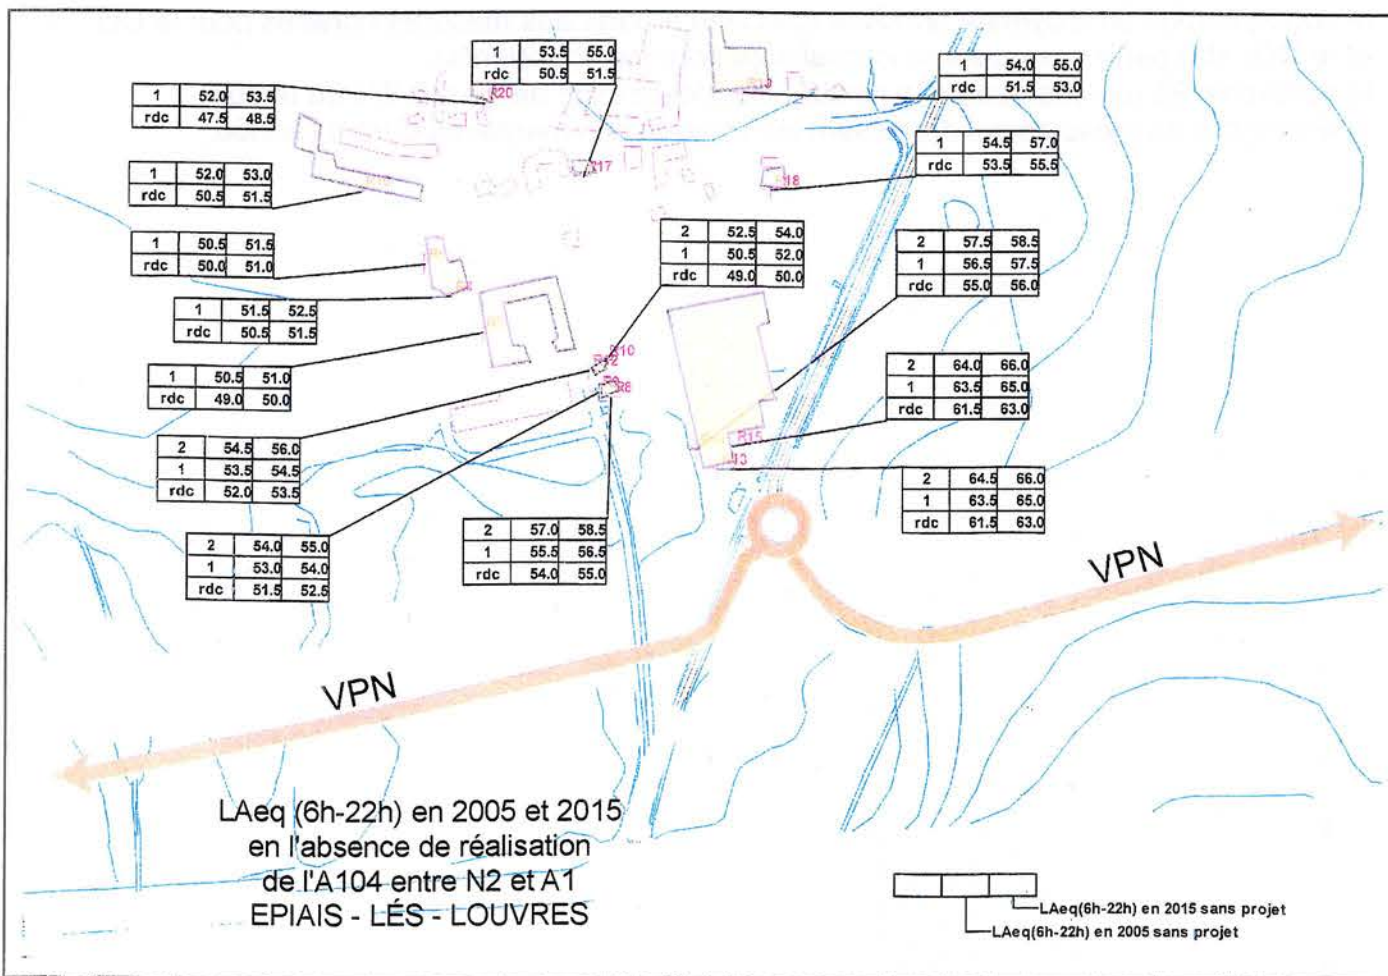 1 53.5 55.0
rdc 50.5 51.5
1 54.0 55.0
rdc 51.5 53.0
1 52.0 53.5
rdc 47.5 48.5
R20
1 54.5 57.0
rdc 53.5 55.5
1 52.0 53.0
rdc 50.5 51.5
1 50.5 51.5
rdc 50.0 51.0
2 52.5 54.0
1 50.5 52.0
rdc 49.0 50.0
2 57.5 58.5
1 56.5 57.5
rdc 55.0 56.0
1 51.5 52.5
rdc 50.5 51.5
R10
1 50.5 51.0
rdc 49.0 50.0
2 64.0 66.0
1 63.5 65.0
rdc 61.5 63.0
R15
2 54.5 56.0
1 53.5 54.5
rdc 52.0 53.5
2 64.5 66.0
1 63.5 65.0
rdc 61.5 63.0
2 57.0 58.5
1 55.5 56.5
rdc 54.0 55.0
2 54.0 55.0
1 53.0 54.0
rdc 51.5 52.5
VPN
VPN
LAeq (6h-22h) en 2005 et 2015
en l'absence de réalisation
de l'A104 entre N2 et A1
EPIAIS - LÉS - LOUVRES
LAeq(6h-22h) en 2015 sans projet
LAeq(6h-22h) en 2005 sans projet